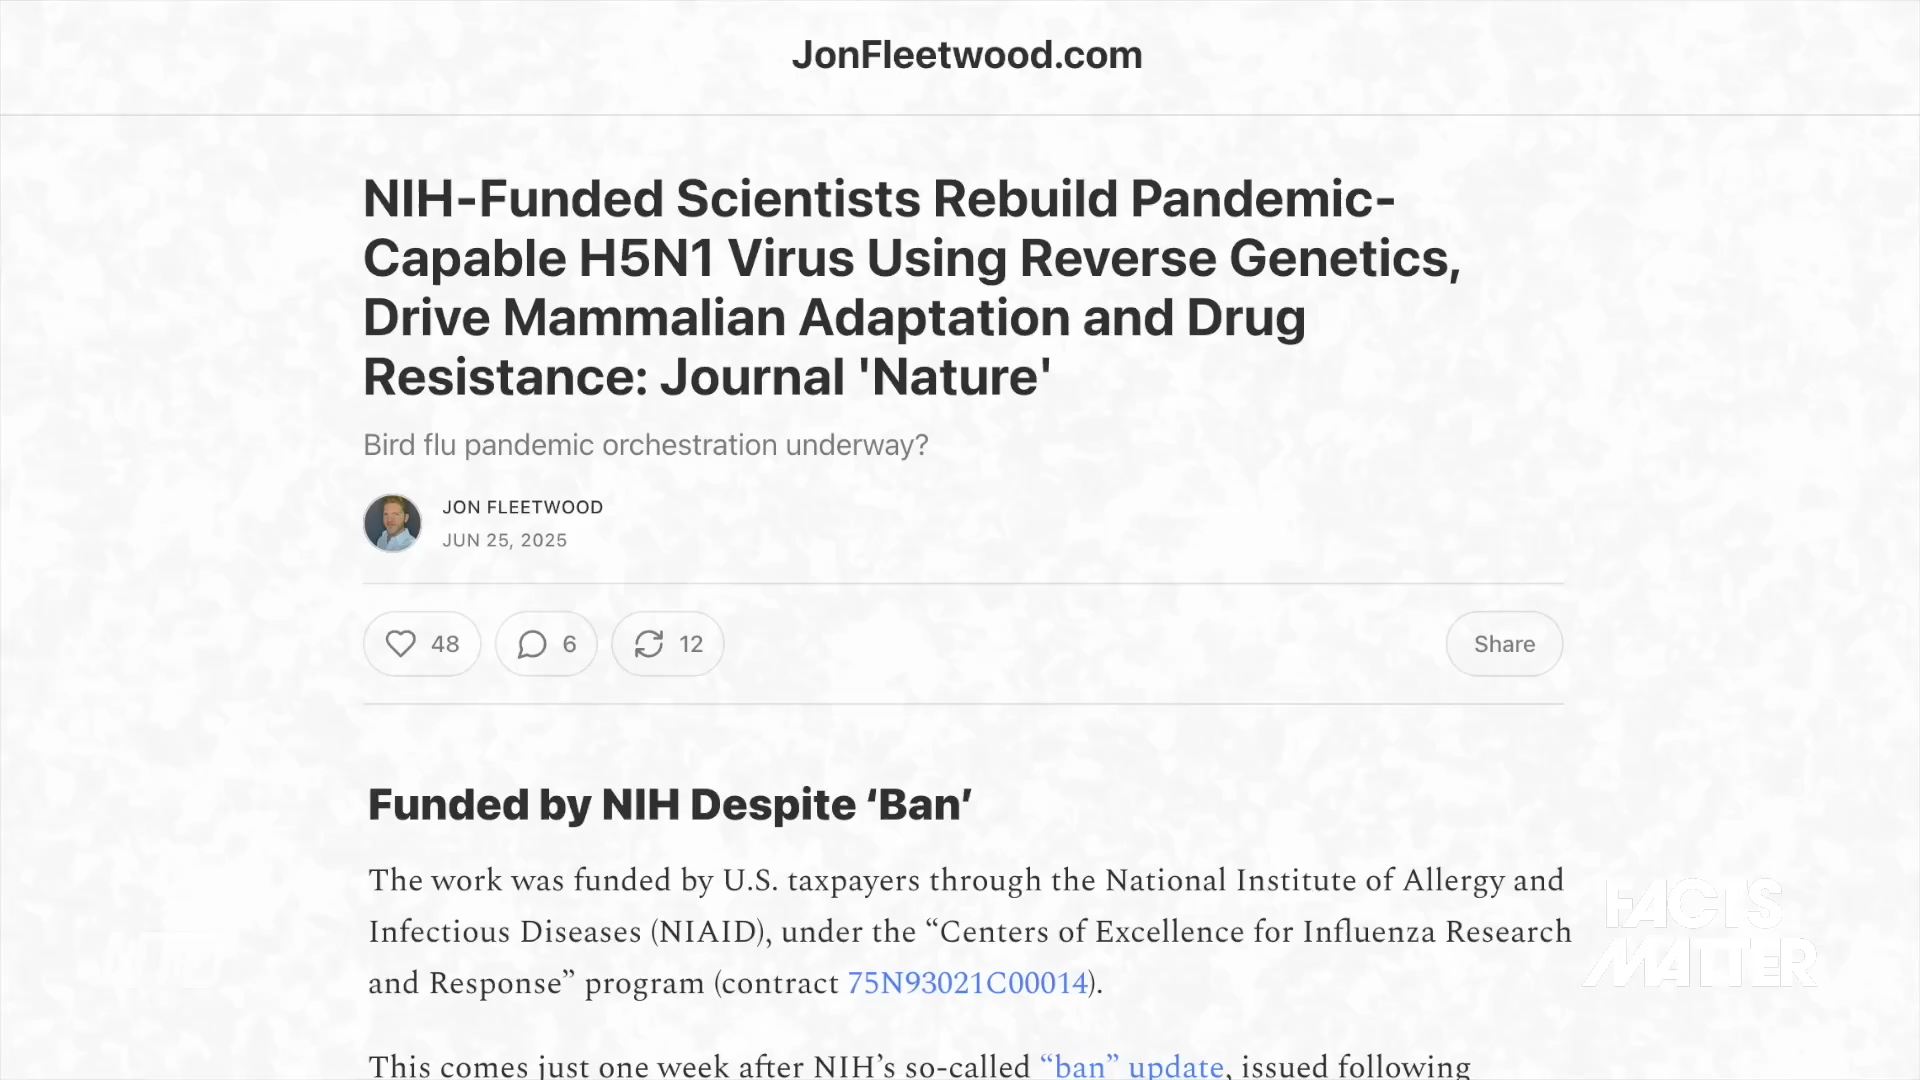 JonFleetwood.com
NIH-Funded Scientists Rebuild Pandemic-
Capable H5N1 Virus Using Reverse Genetics,
Drive Mammalian Adaptation and Drug
Resistance: Journal 'Nature'
Bird flu pandemic orchestration underway?
JON FLEETWOOD
JUN 25, 2025
48 6 12 Share
Funded by NIH Despite ‘Ban’
The work was funded by U.S. taxpayers through the National Institute of Allergy and
Infectious Diseases (NIAID), under the “Centers of Excellence for Influenza Research
and Response” program (contract 75N93021C00014).
This comes just one week after NIH’s so-called “ban” update, issued following
FACTS
MATTER